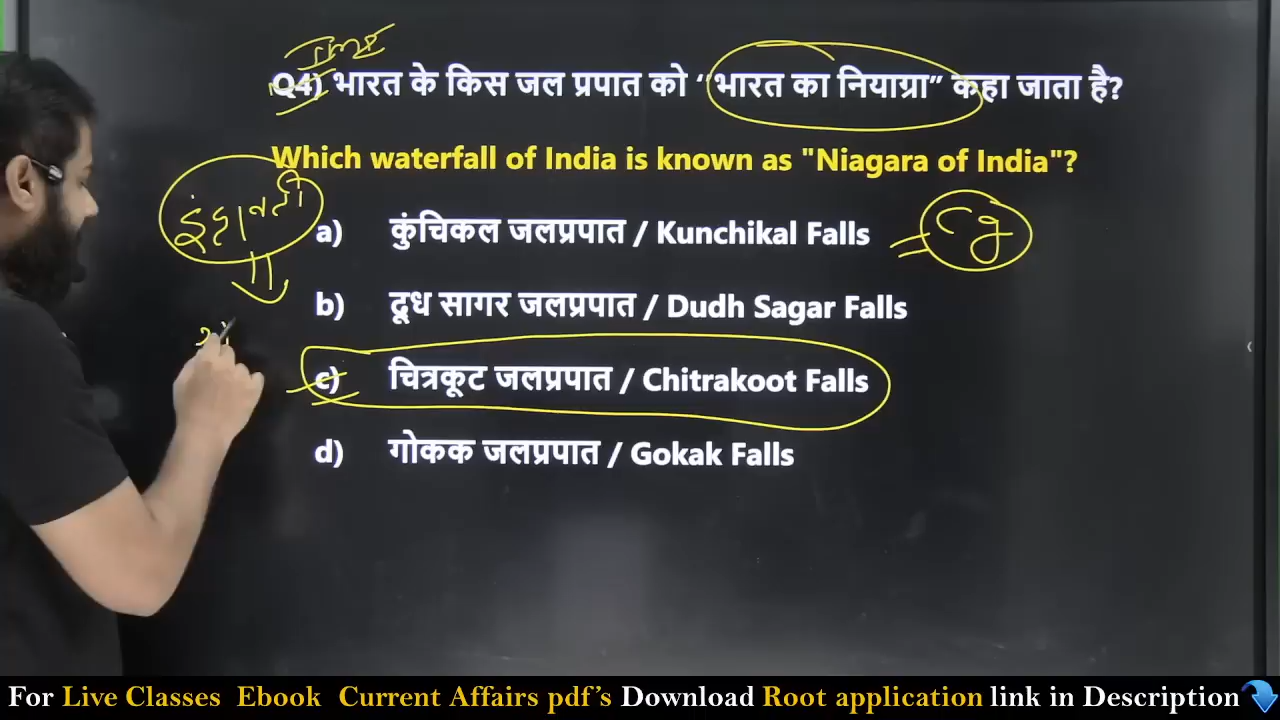 Imp
Q4) भारत के किस जल प्रपात को “भारत का नियाग्रा” कहा जाता है?
Which waterfall of India is known as "Niagara of India"?
a) कुंचिकल जलप्रपात / Kunchikal Falls
Cg
b) दूध सागर जलप्रपात / Dudh Sagar Falls
c) चित्रकूट जलप्रपात / Chitrakoot Falls
d) गोकक जलप्रपात / Gokak Falls
For Live Classes Ebook Current Affairs pdf’s Download Root application link in Description